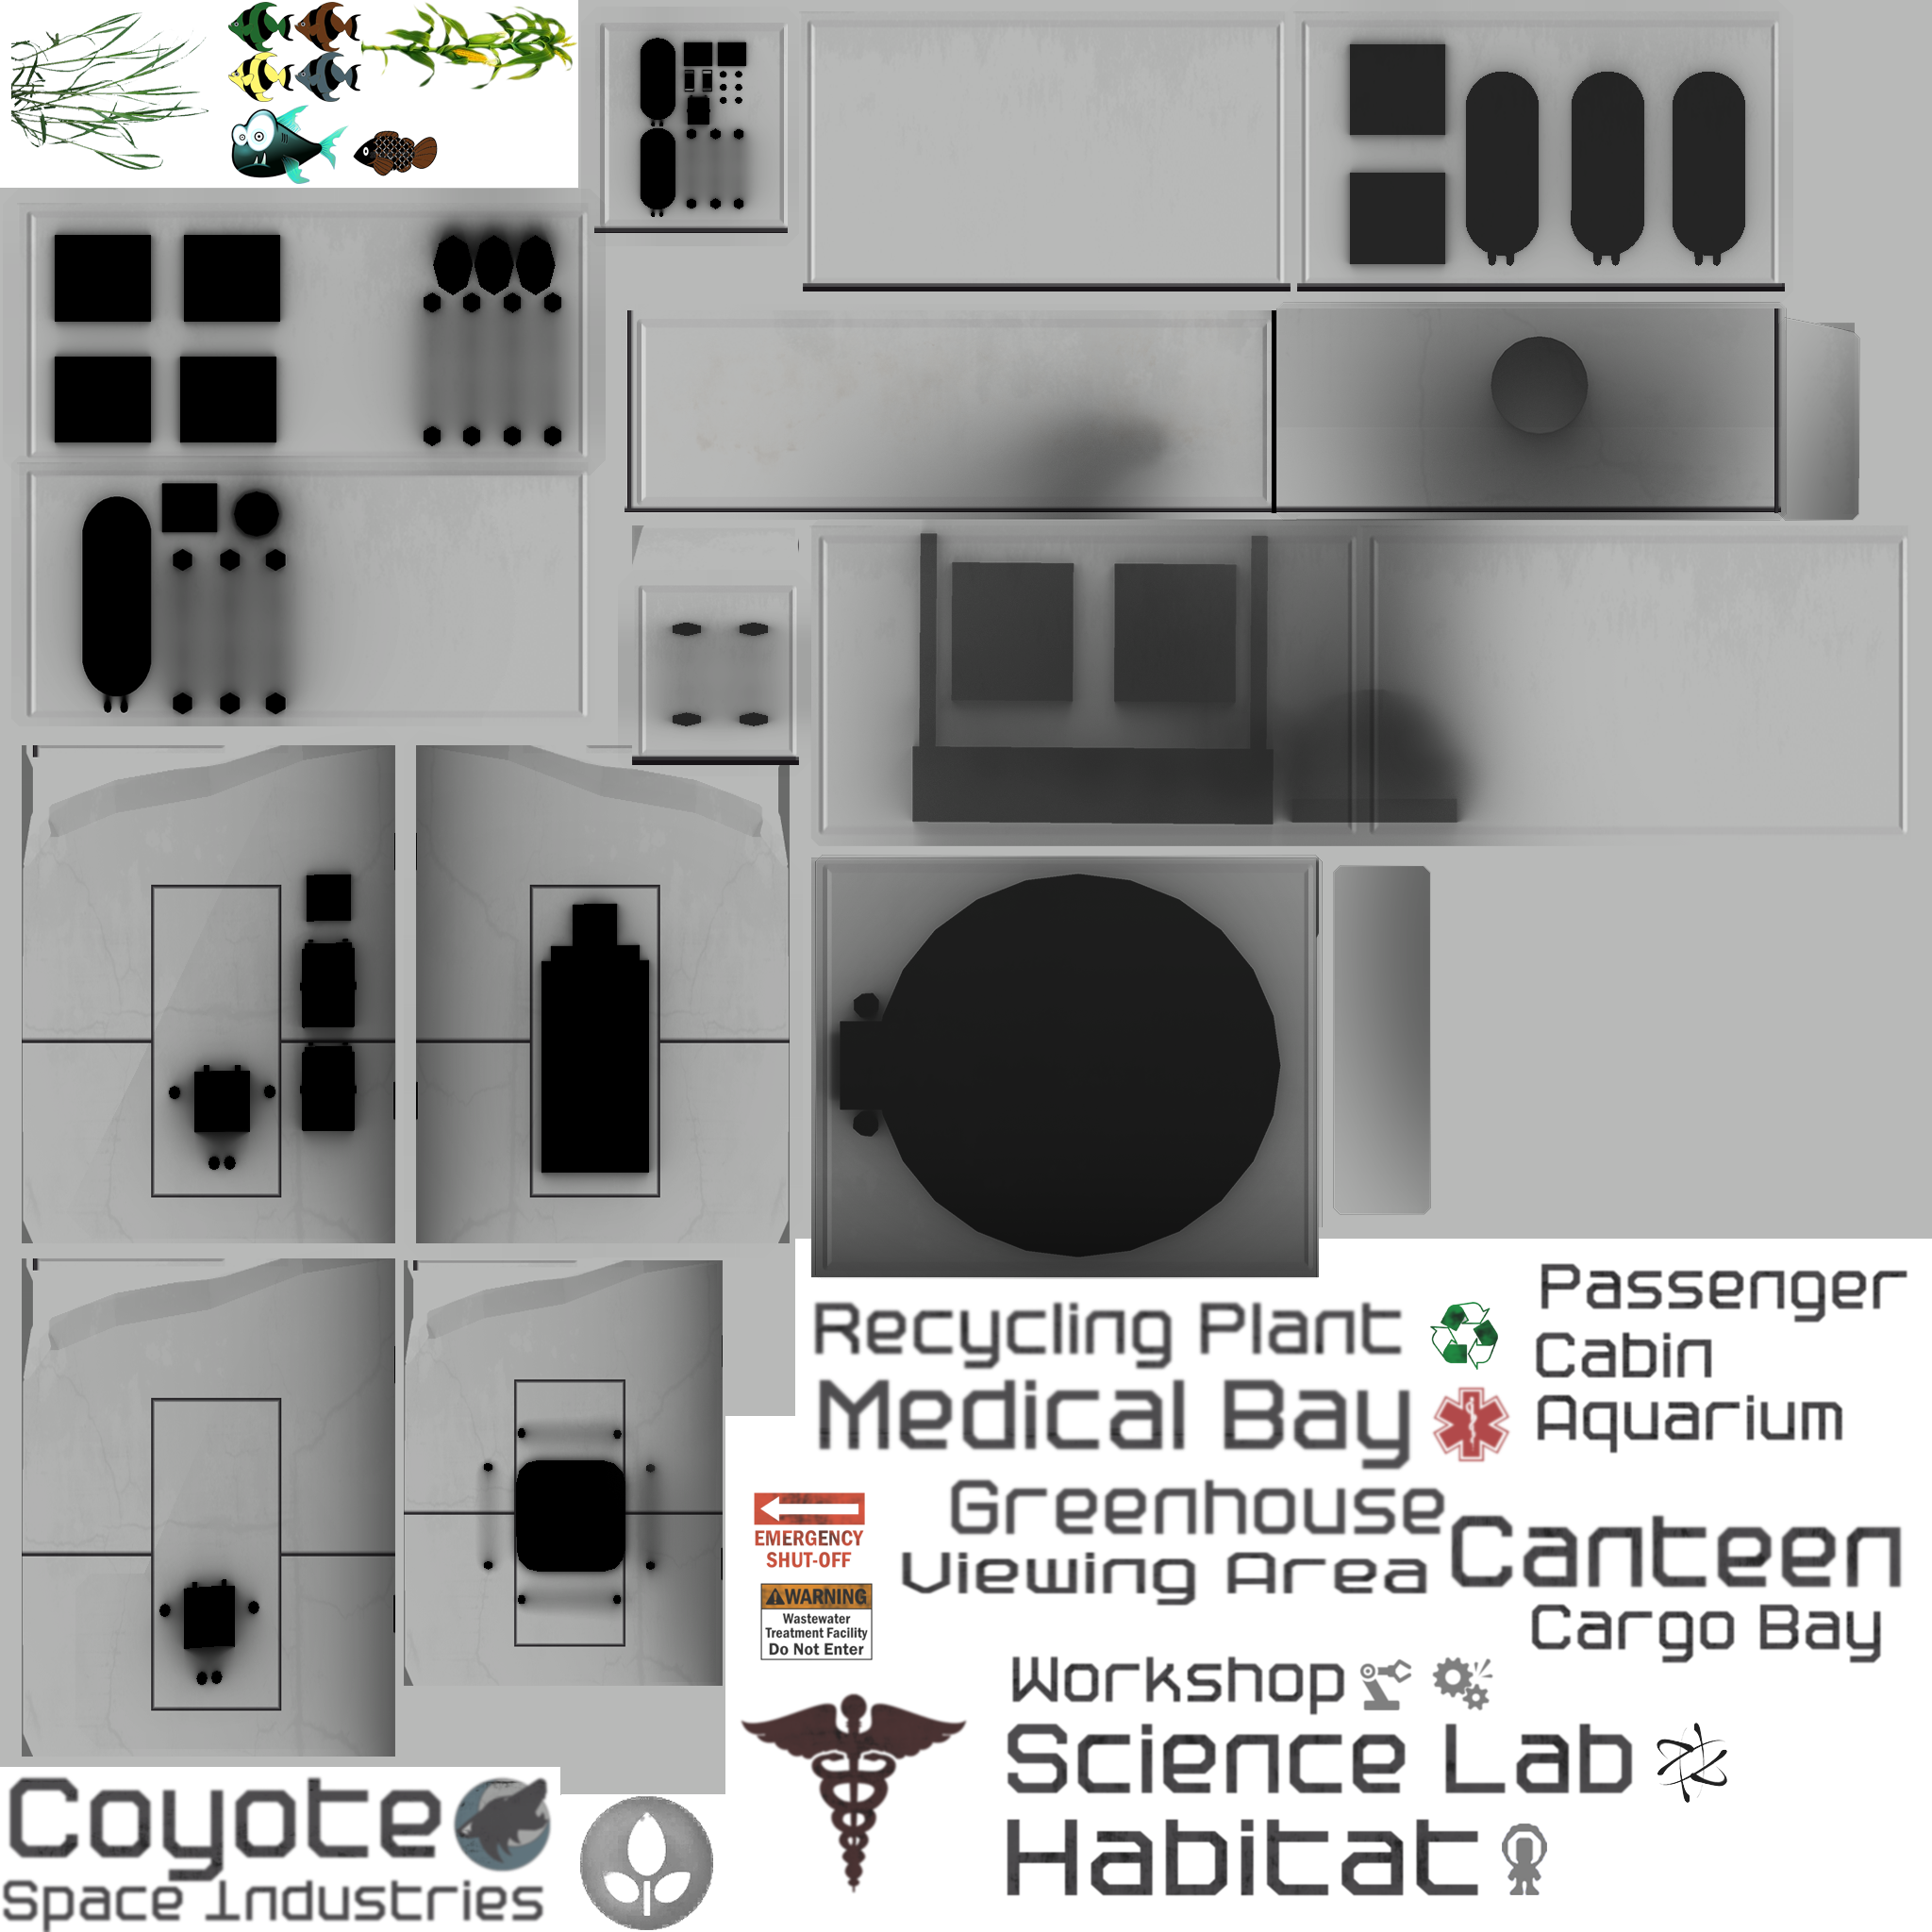 Passenger
Cabin
Recycling Plant
Medical Bay
Aquarium
Greenhouse
EMERGENCY
SHUT-OFF
Viewing Area
Canteen
WARNING
Wastewater
Treatment Facility
Do Not Enter
Cargo Bay
Workshop
Science Lab
Habitat
Coyote
Space Industries